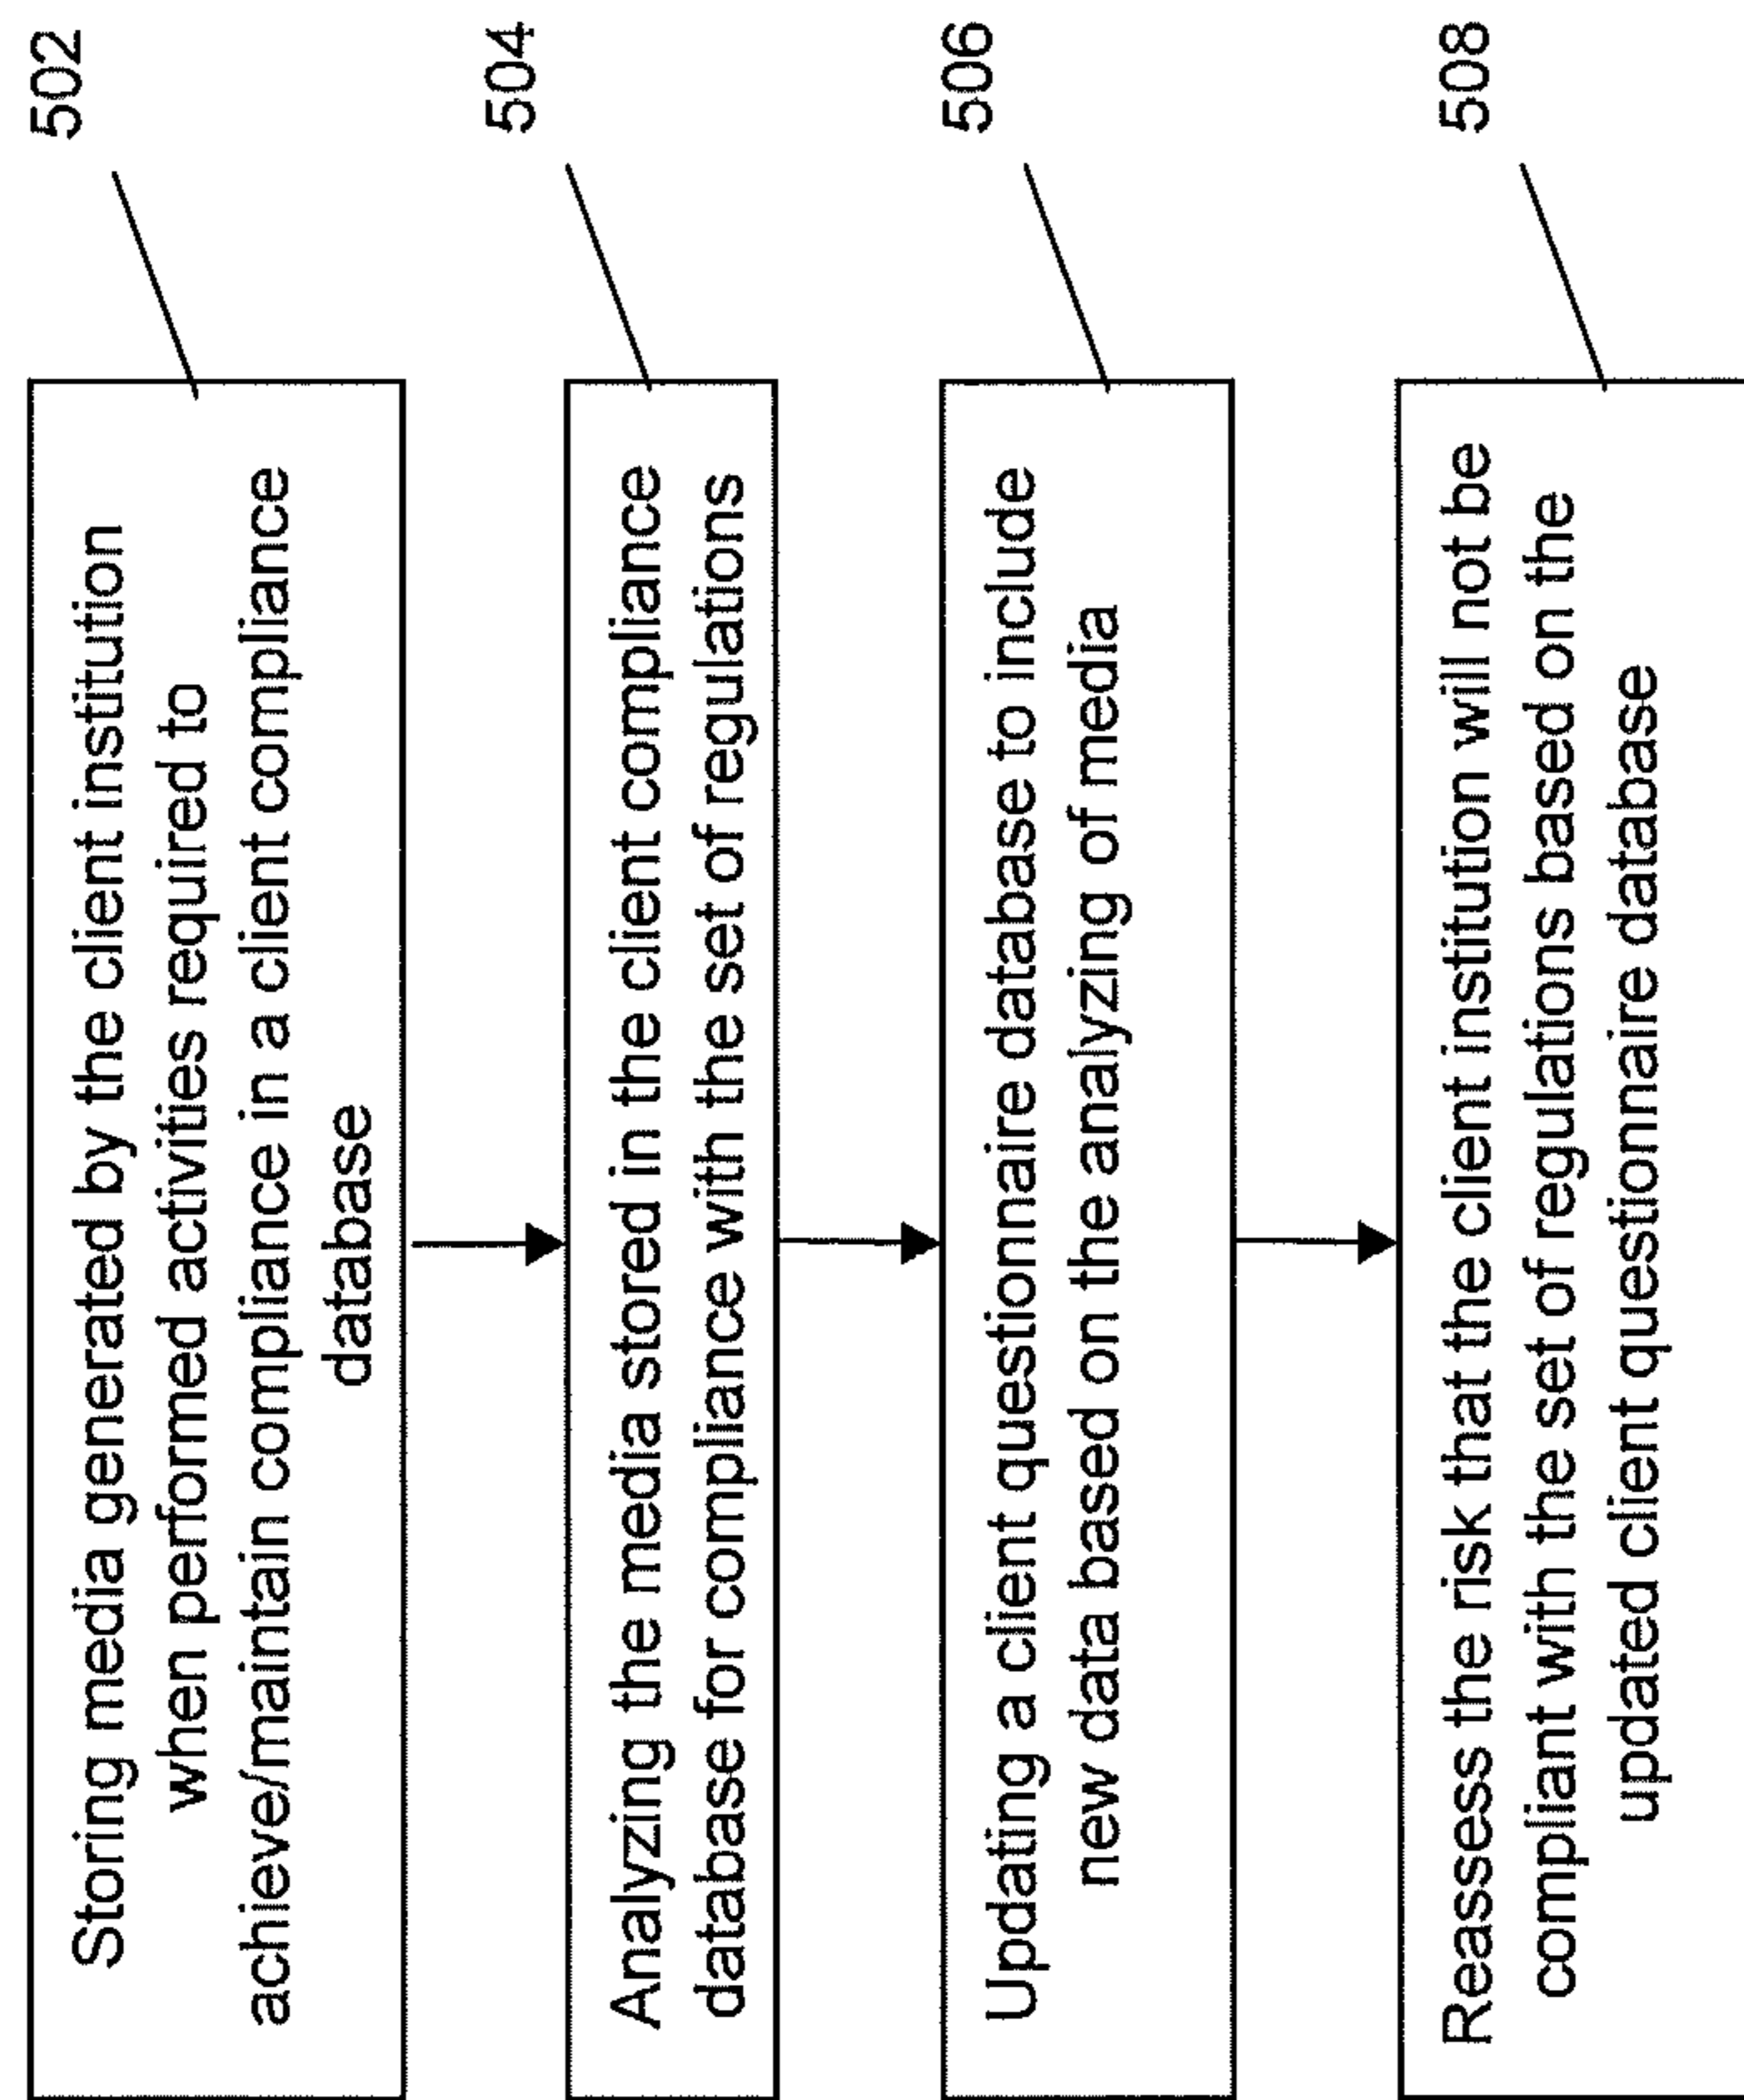 Storing media generated by the client institution
when performed activities required to
achieve/maintain compliance in a client compliance
database
502
Analyzing the media stored in the client compliance
database for compliance with the set of regulations
504
Updating a client questionnaire database to include
new data based on the analyzing of media
506
Reassess the risk that the client institution will not be
compliant with the set of regulations based on the
updated client questionnaire database
508